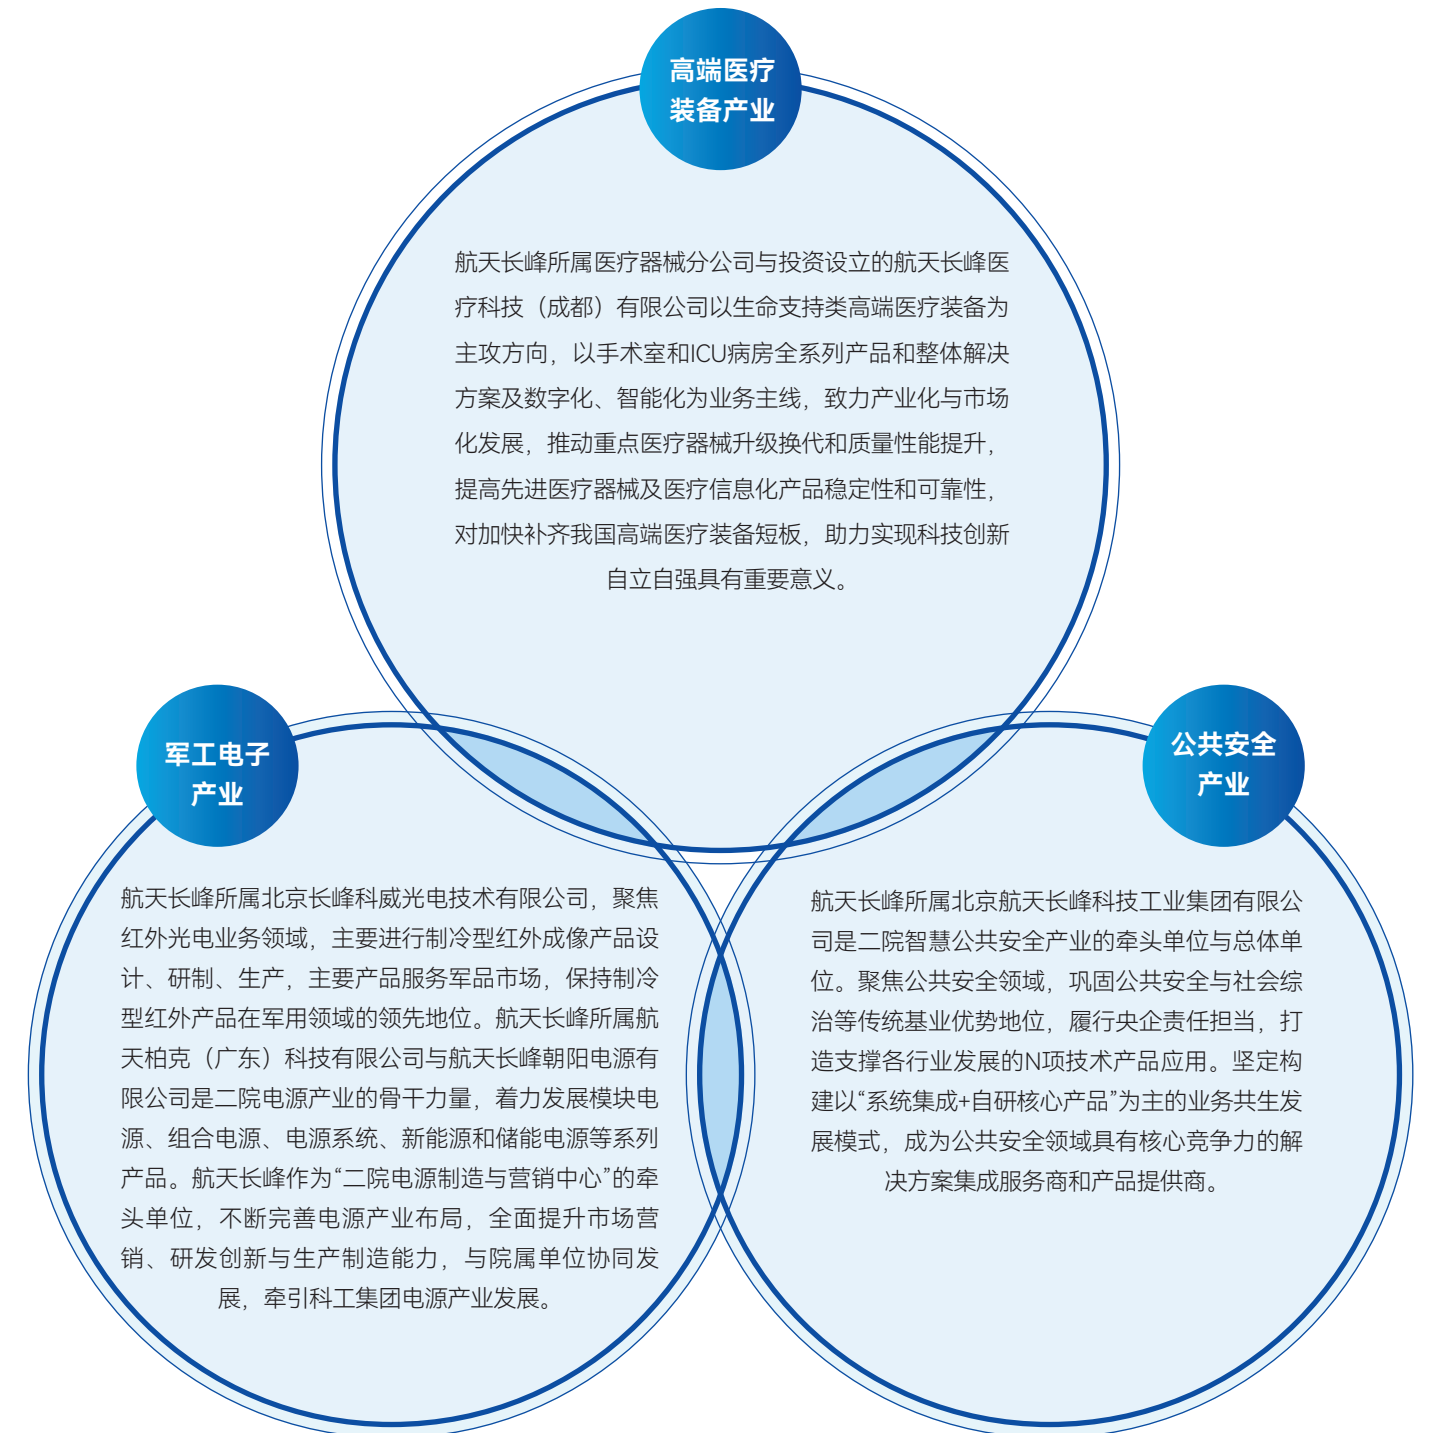 高端医疗
装备产业
航天长峰所属医疗器械分公司与投资设立的航天长峰医
疗科技（成都）有限公司以生命支持类高端医疗装备为
主攻方向，以手术室和ICU病房全系列产品和整体解决
方案及数字化、智能化为业务主线，致力产业化与市场
化发展，推动重点医疗器械升级换代和质量性能提升，
提高先进医疗器械及医疗信息化产品稳定性和可靠性，
对加快补齐我国高端医疗装备短板，助力实现科技创新
自立自强具有重要意义。
军工电子
产业
航天长峰所属北京长峰科威光电技术有限公司，聚焦
红外光电业务领域，主要进行制冷型红外成像产品设
计、研制、生产，主要产品服务军品市场，保持制冷
型红外产品在军用领域的领先地位。航天长峰所属航
天柏克（广东）科技有限公司与航天长峰朝阳电源有
限公司是二院电源产业的骨干力量，着力发展模块电
源、组合电源、电源系统、新能源和储能电源等系列
产品。航天长峰作为“二院电源制造与营销中心”的牵
头单位，不断完善电源产业布局，全面提升市场营
销、研发创新与生产制造能力，与院属单位协同发
展，牵引科工集团电源产业发展。
公共安全
产业
航天长峰所属北京航天长峰科技工业集团有限公
司是二院智慧公共安全产业的牵头单位与总体单
位。聚焦公共安全领域，巩固公共安全与社会综
治等传统基业优势地位，履行央企责任担当，打
造支撑各行业发展的N项技术产品应用。坚定构
建以“系统集成+自研核心产品”为主的业务共生发
展模式，成为公共安全领域具有核心竞争力的解
决方案集成服务商和产品提供商。